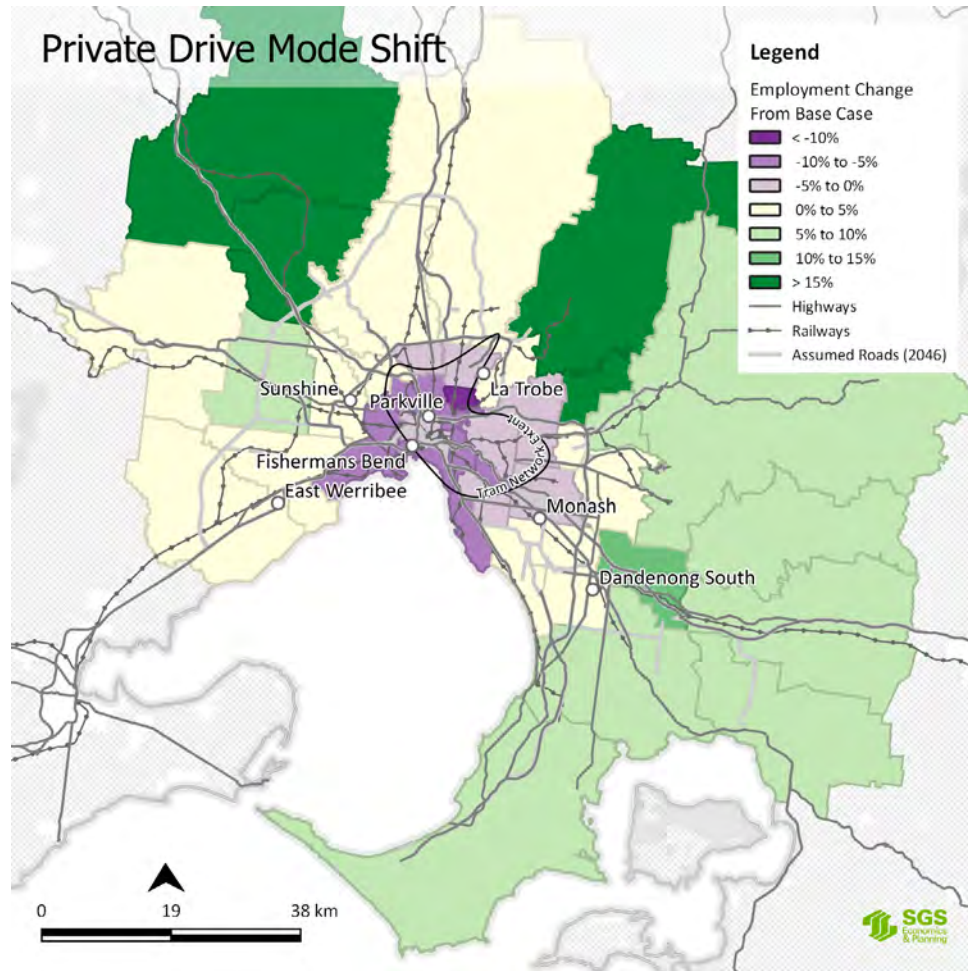 Private Drive Mode Shift
Legend
Employment Change
From Base Case
< -10%
-10% to -5%
-5% to 0%
0% to 5%
5% to 10%
10% to 15%
> 15%
Highways
Railways
Assumed Roads (2046)
Sunshine
Parkville
La Trobe
Fishermans Bend
East Werribee
Tram Network Extent
Monash
Dandenong South
0 19 38 km
SGS
Economics
& Planning